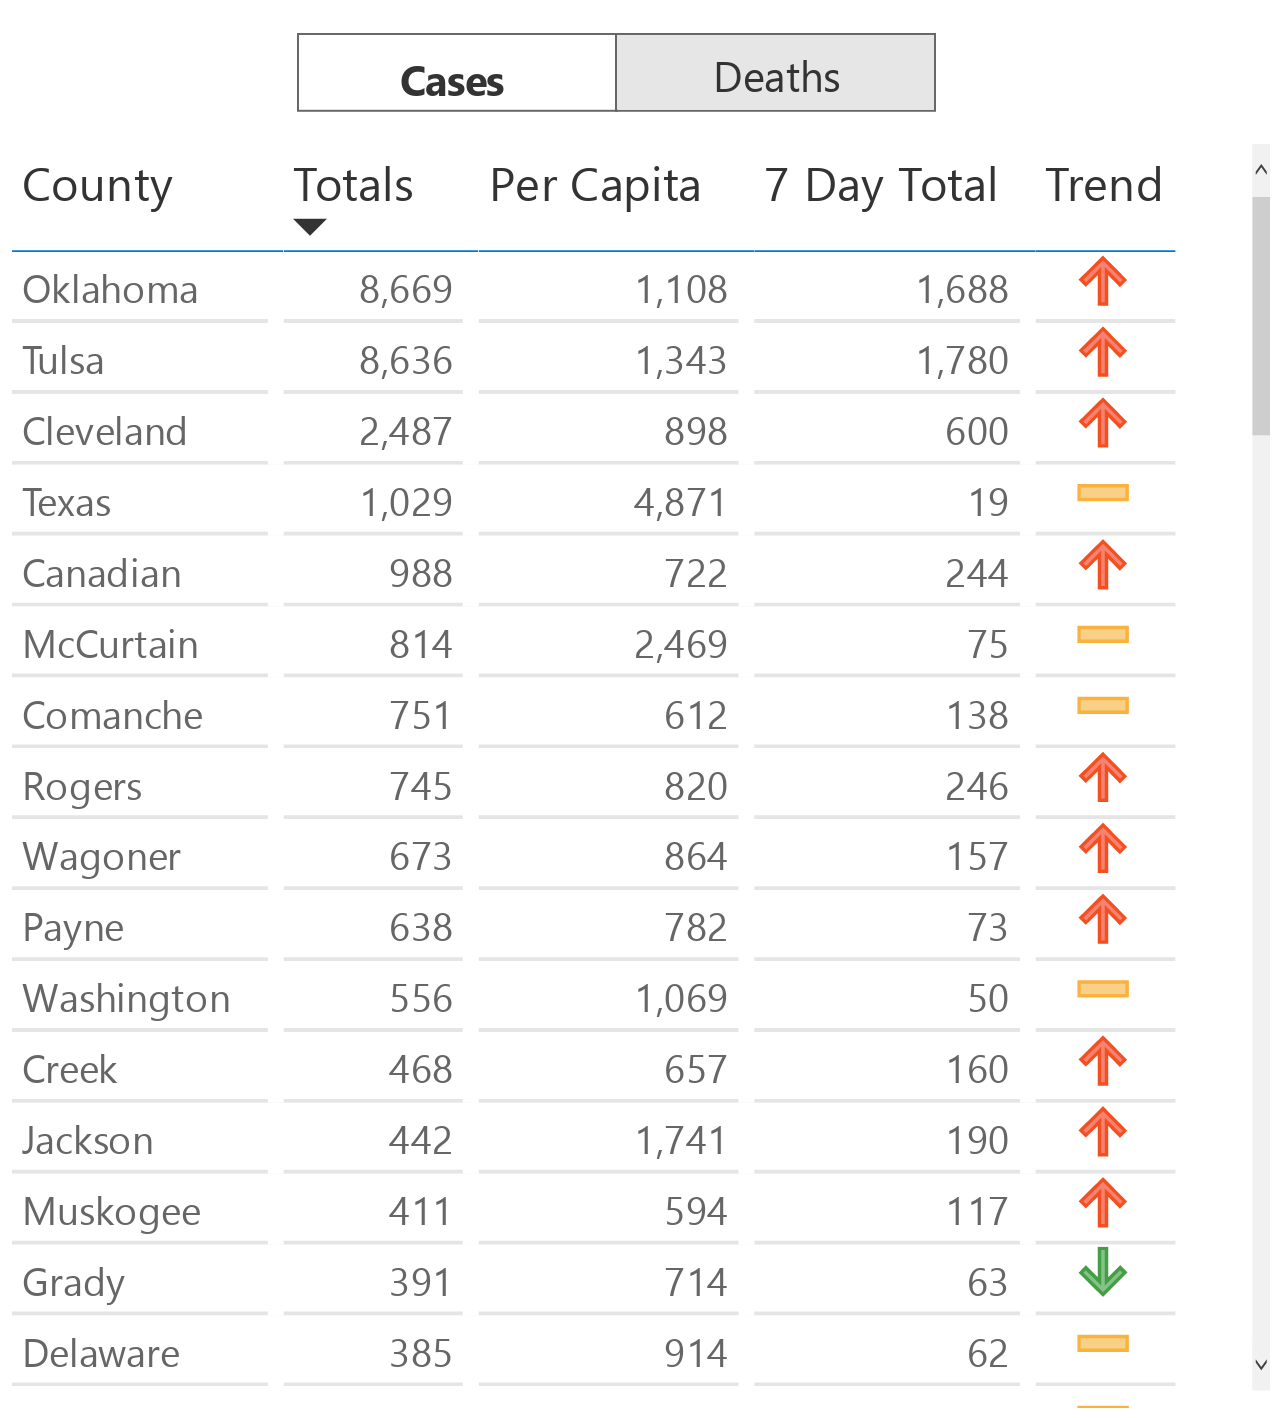 Cases Deaths
County Totals Per Capita 7 Day Total Trend
Oklahoma 8,669 1,108 1,688
Tulsa 8,636 1,343 1,780
Cleveland 2,487 898 600
Texas 1,029 4,871 19
Canadian 988 722 244
McCurtain 814 2,469 75
Comanche 751 612 138
Rogers 745 820 246
Wagoner 673 864 157
Payne 638 782 73
Washington 556 1,069 50
Creek 468 657 160
Jackson 442 1,741 190
Muskogee 411 594 117
Grady 391 714 63
Delaware 385 914 62